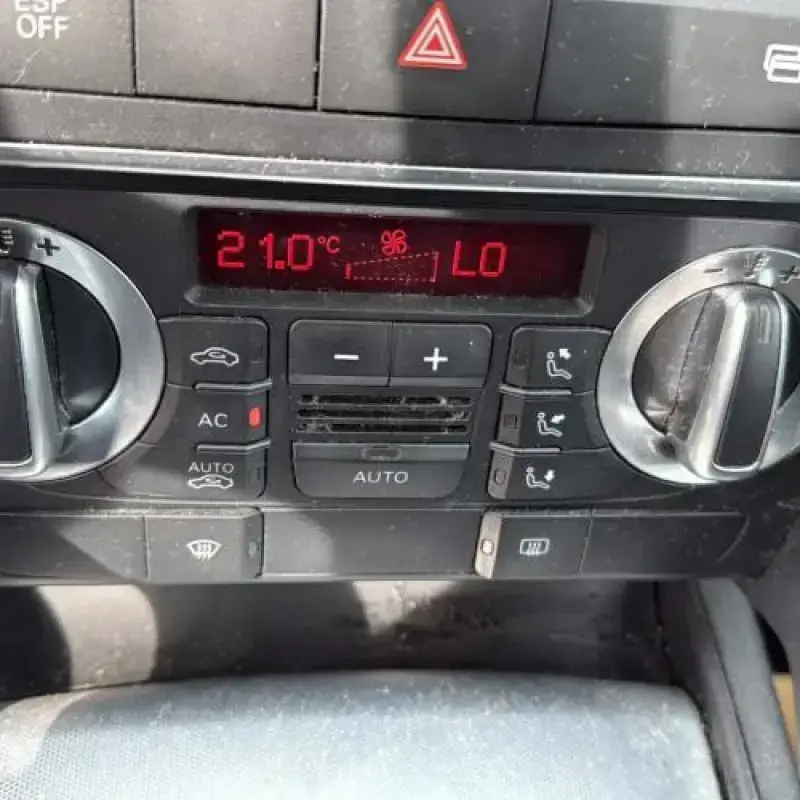 ESP
OFF
21.0°C LO
- +
AC
AUTO
AUTO